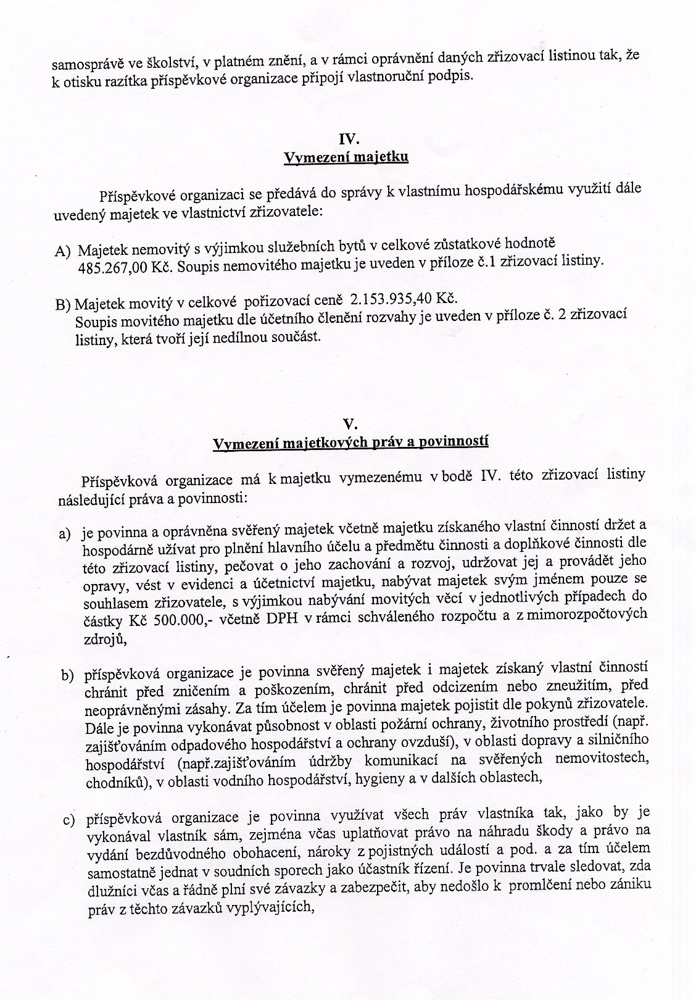 samosprávě ve školství, v platném znění, a v rámci oprávnění daných zřizovací listinou tak, že
k otisku razítka příspěvkové organizace připojí vlastnoruční podpis.
IV.
Vymezení majetku
Příspěvkové organizaci se předává do správy k vlastnímu hospodářskému využití dále
uvedený majetek ve vlastnictví zřizovatele:
A) Majetek nemovitý s výjimkou služebních bytů v celkové zůstatkové hodnotě
485.267,00 Kč. Soupis nemovitého majetku je uveden v příloze č.1 zřizovací listiny.
B) Majetek movitý v celkové pořizovací ceně 2.153.935,40 Kč.
Soupis movitého majetku dle účetního členění rozvahy je uveden v příloze č. 2 zřizovací
listiny, která tvoří její nedílnou součást.
V.
Vymezení majetkových práv a povinností
Příspěvková organizace má k majetku vymezenému v bodě IV. této zřizovací listiny
následující práva a povinnosti:
a) je povinna a oprávněna svěřený majetek včetně majetku získaného vlastní činností držet a
hospodárně užívat pro plnění hlavního účelu a předmětu činnosti a doplňkové činnosti dle
této zřizovací listiny, pečovat o jeho zachování a rozvoj, udržovat jej a provádět jeho
opravy, vést v evidenci a účetnictví majetku, nabývat majetek svým jménem pouze se
souhlasem zřizovatele, s výjimkou nabývání movitých věcí v jednotlivých případech do
částky Kč 500.000,- včetně DPH v rámci schváleného rozpočtu a z mimorozpočtových
zdrojů,
b) příspěvková organizace je povinna svěřený majetek i majetek získaný vlastní činností
chránit před zničením a poškozením, chránit před odcizením nebo zneužitím, před
neoprávněnými zásahy. Za tím účelem je povinna majetek pojistit dle pokynů zřizovatele.
Dále je povinna vykonávat působnost v oblasti požární ochrany, životního prostředí (např.
zajišťováním odpadového hospodářství a ochrany ovzduší), v oblasti dopravy a silničního
hospodářství (např.zajišťováním údržby komunikací na svěřených nemovitostech,
chodníků), v oblasti vodního hospodářství, hygieny a v dalších oblastech,
c) příspěvková organizace je povinna využívat všech práv vlastníka tak, jako by je
vykonával vlastník sám, zejména včas uplatňovat právo na náhradu škody a právo na
vydání bezdůvodného obohacení, nároky z pojistných událostí a pod. a za tím účelem
samostatně jednat v soudních sporech jako účastník řízení. Je povinna trvale sledovat, zda
dlužníci včas a řádně plní své závazky a zabezpečit, aby nedošlo k promlčení nebo zániku
práv z těchto závazků vyplývajících,